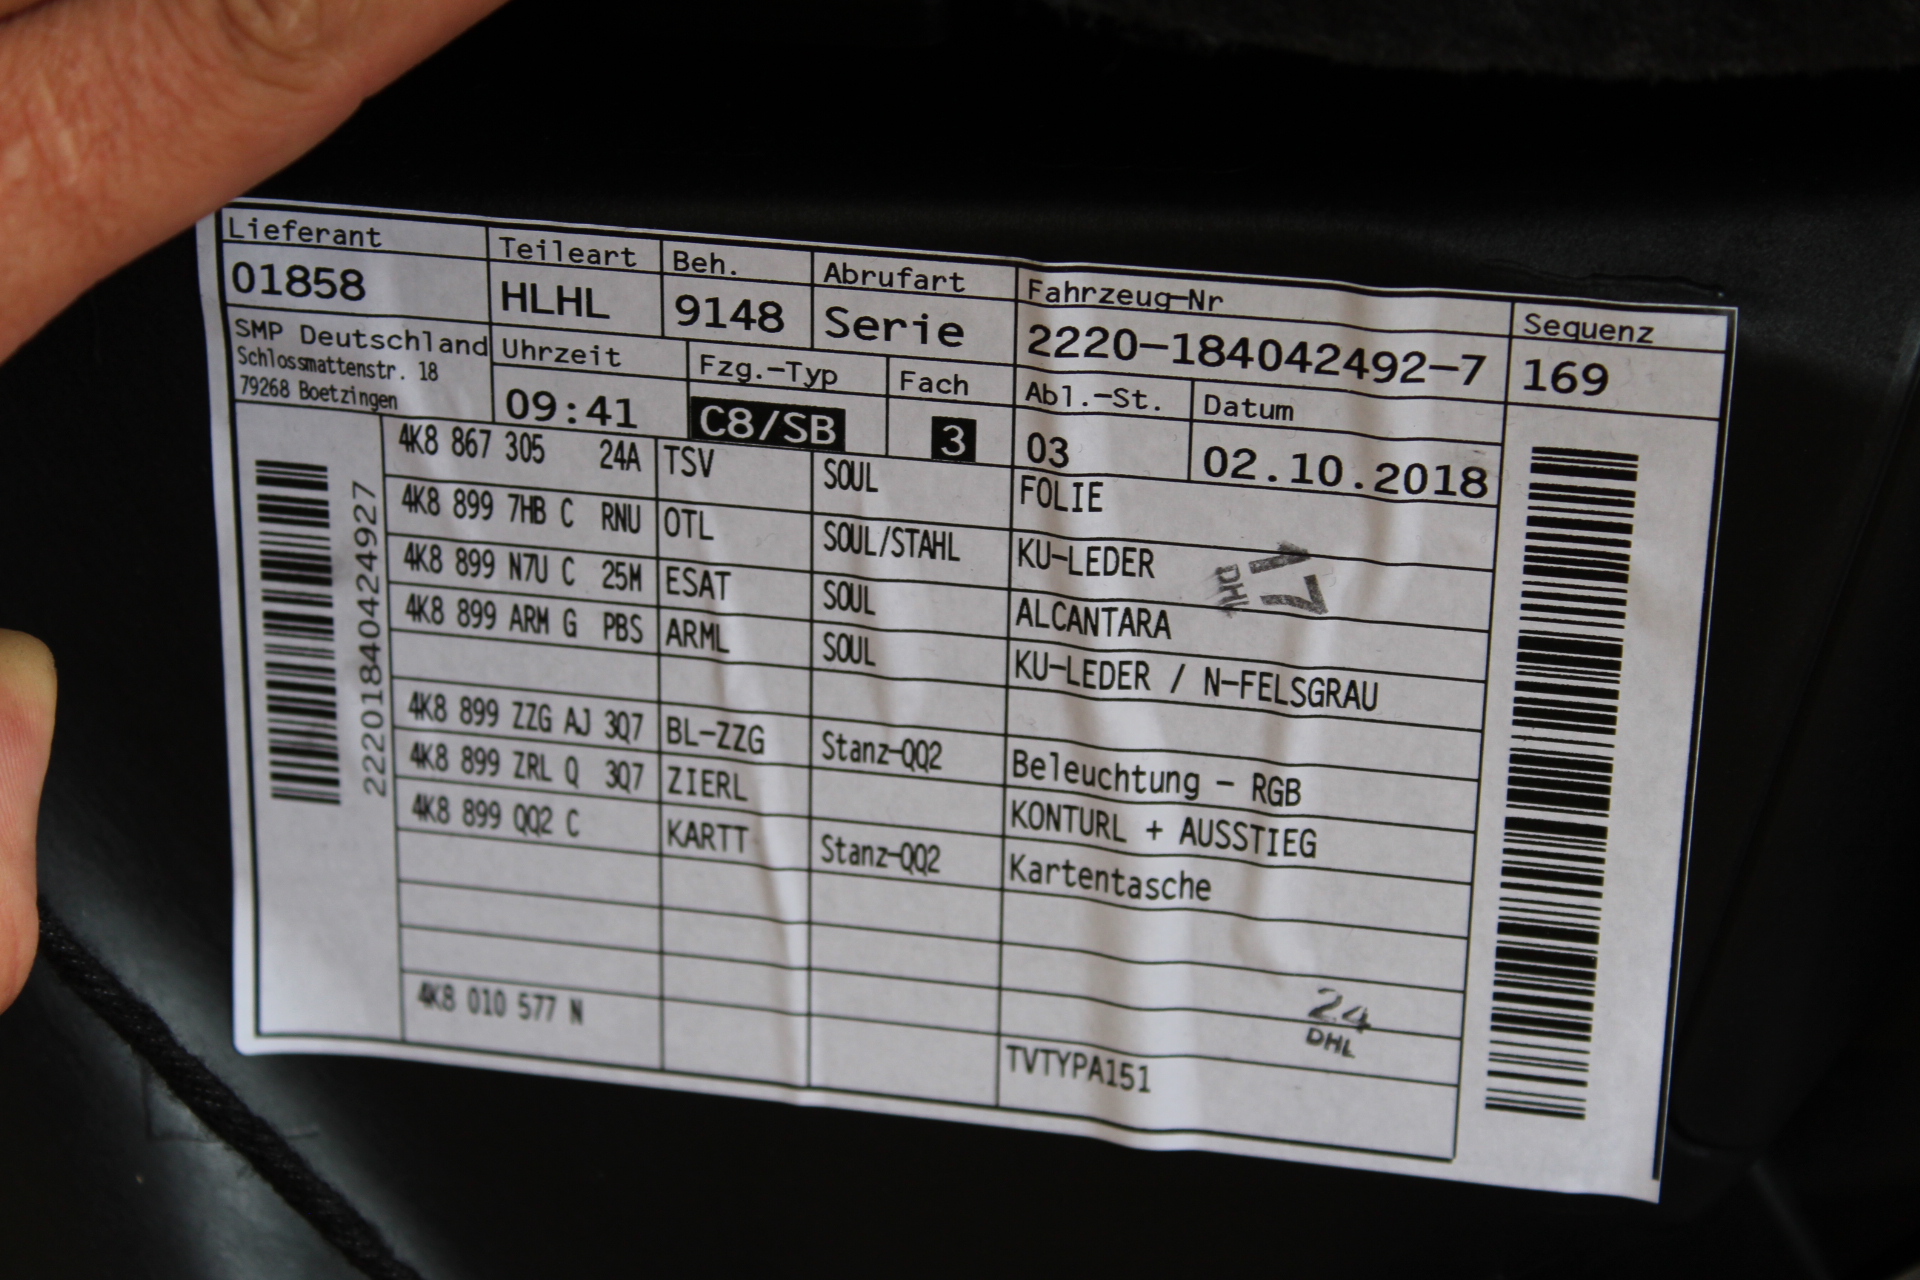 Lieferant Teileart Beh. Abrufart Fahrzeug-Nr Sequenz
01858 HLHL 9148 Serie 2220-184042492-7 169
SMP Deutschland
Schlossmattenstr. 18
79268 Boetzingen
Uhrzeit Fzg.-Typ Fach Abl.-St. Datum
09:41 C8/SB 3 03 02.10.2018
4K8 867 305 24A TSV SOUL FOLIE
4K8 899 7HB C RNU OTL SOUL/STAHL KU-LEDER
4K8 899 N7U C 25M ESAT SOUL ALCANTARA
4K8 899 ARM G PBS ARML SOUL KU-LEDER / N-FELSGRAU
4K8 899 ZZG AJ 3Q7 BL-ZZG Stanz-QQ2 Beleuchtung - RGB
4K8 899 ZRL Q 3Q7 ZIERL KONTURL + AUSSTIEG
4K8 899 QQ2 C KARTT Stanz-QQ2 Kartentasche
4K8 010 577 N TVTYPA151
22201840424927
DHL
24
DHL